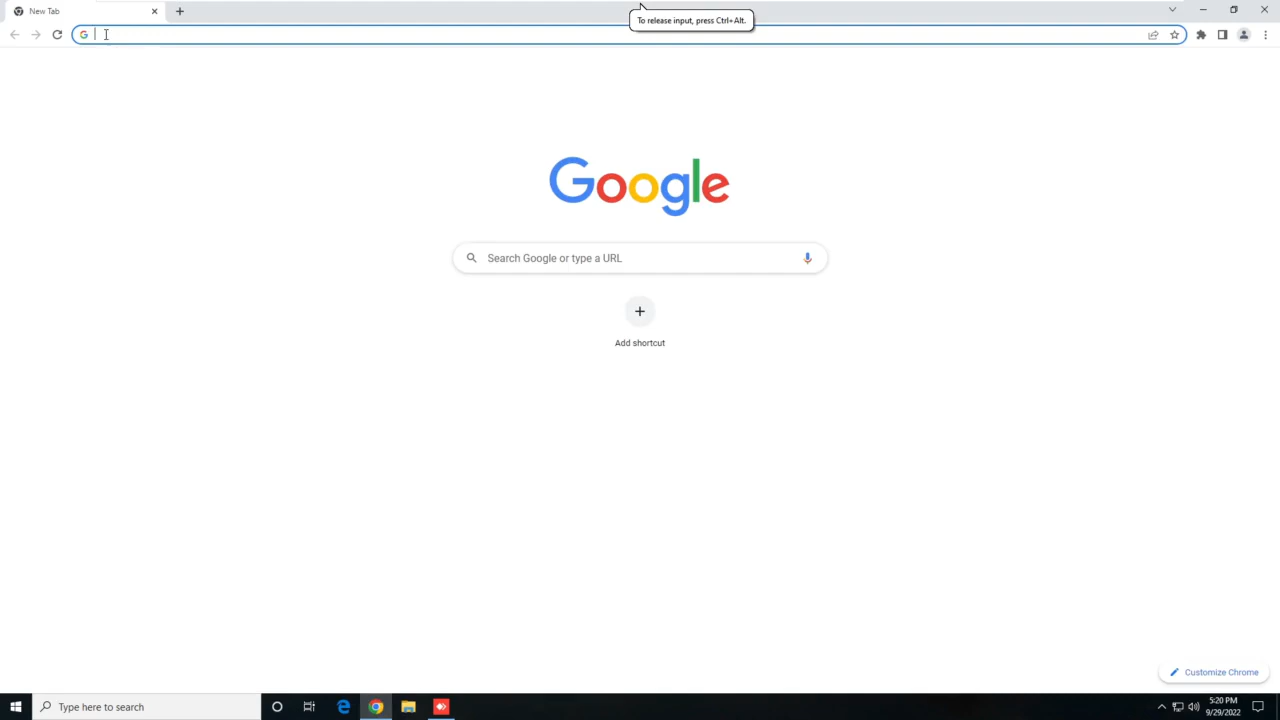 New Tab
To release input, press Ctrl+Alt.
G
Google
Search Google or type a URL
Add shortcut
Customize Chrome
Type here to search
5:20 PM
9/29/2022